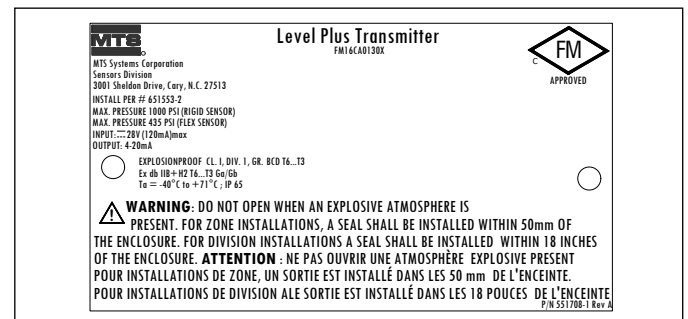 MTS
Level Plus Transmitter
FM16CA0130X
C FM
APPROVED
MTS Systems Corporation
Sensors Division
3001 Sheldon Drive, Cary, N.C. 27513
INSTALL PER # 651553-2
MAX. PRESSURE 1000 PSI (RIGID SENSOR)
MAX. PRESSURE 435 PSI (FLEX SENSOR)
INPUT: ⎓ 28V (120mA)max
OUTPUT: 4-20mA
EXPLOSIONPROOF CL. I, DIV. 1, GR. BCD T6...T3
Ex db IIB+H2 T6...T3 Ga/Gb
Ta = -40°C to +71°C ; IP 65
WARNING: DO NOT OPEN WHEN AN EXPLOSIVE ATMOSPHERE IS
PRESENT. FOR ZONE INSTALLATIONS, A SEAL SHALL BE INSTALLED WITHIN 50mm OF
THE ENCLOSURE. FOR DIVISION INSTALLATIONS A SEAL SHALL BE INSTALLED WITHIN 18 INCHES
OF THE ENCLOSURE. ATTENTION : NE PAS OUVRIR UNE ATMOSPHÈRE EXPLOSIVE PRESENT
POUR INSTALLATIONS DE ZONE, UN SORTIE EST INSTALLÉ DANS LES 50 mm DE L'ENCEINTE.
POUR INSTALLATIONS DE DIVISION ALE SORTIE EST INSTALLÉ DANS LES 18 POUCES DE L'ENCEINTE
P/N 551708-1 Rev A